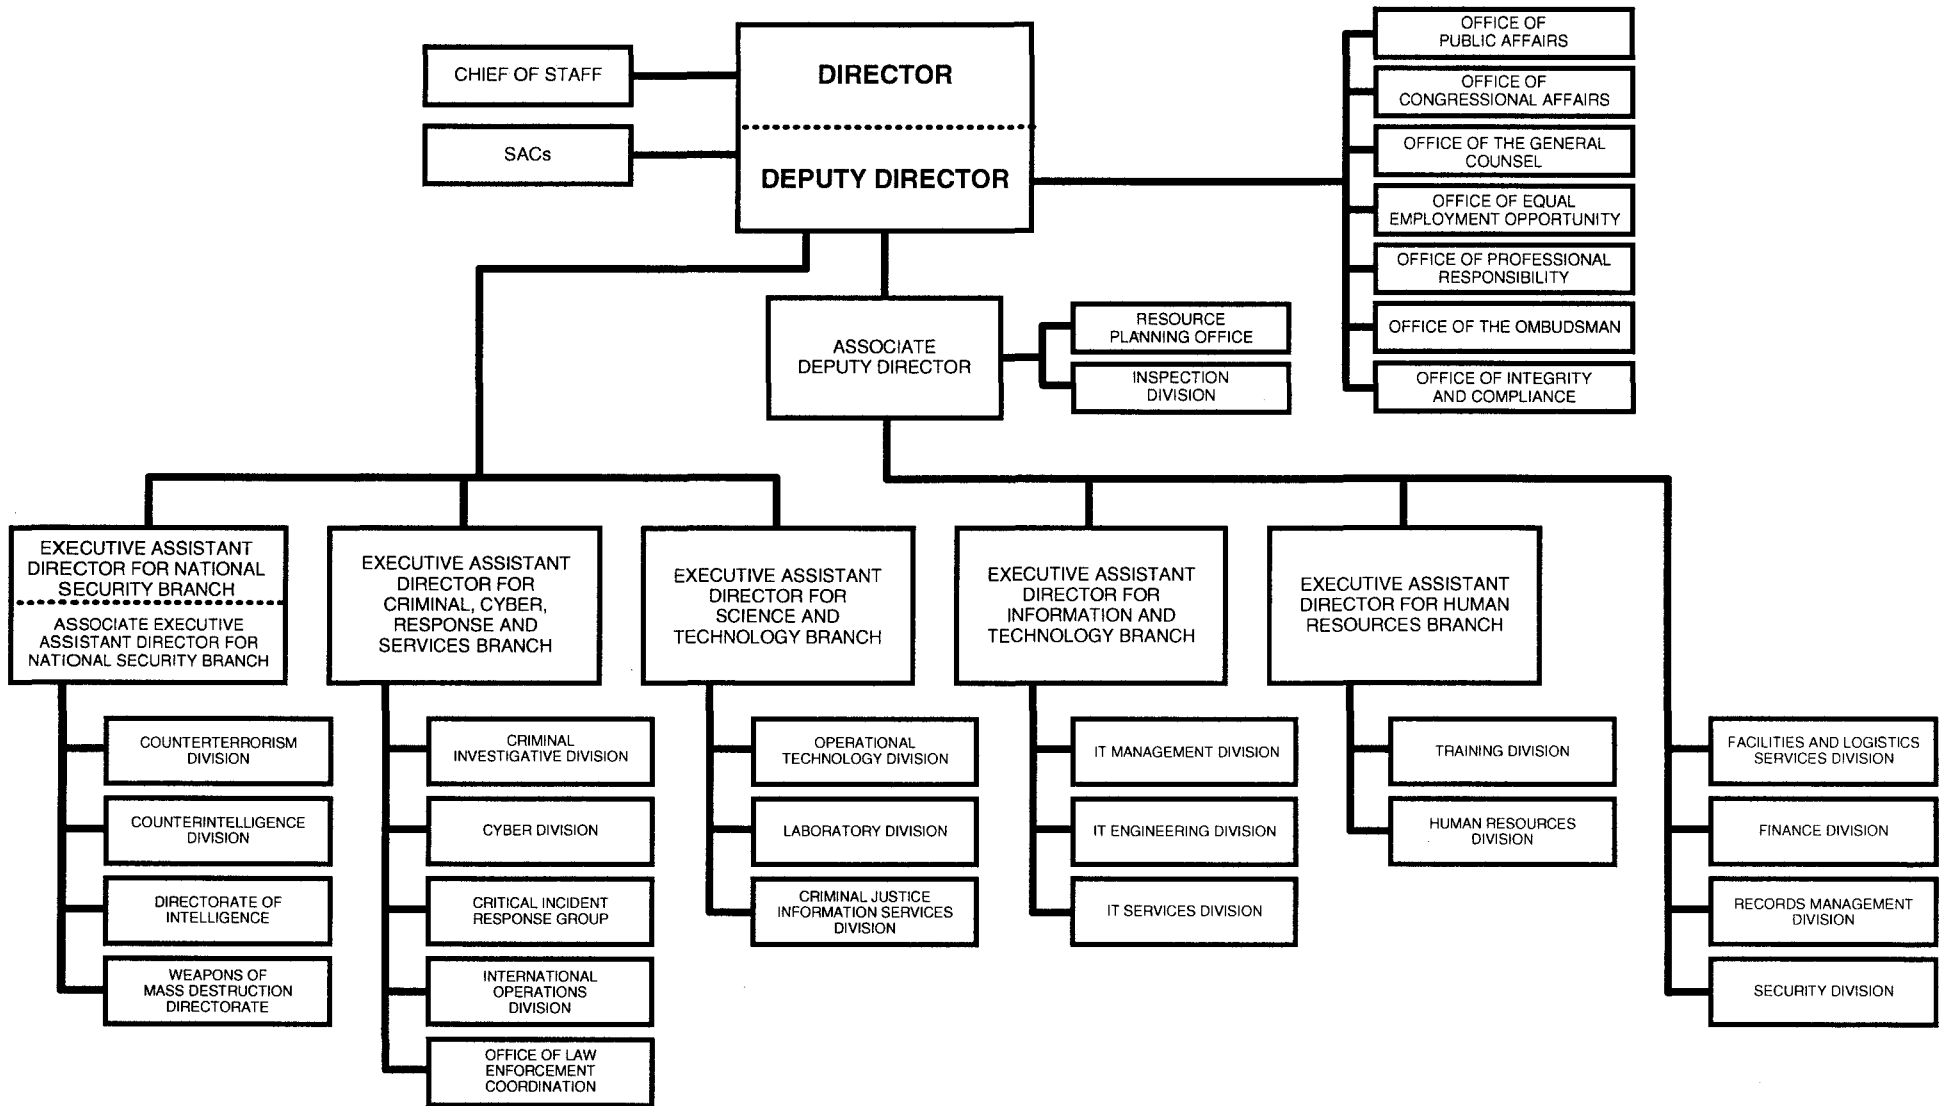 CHIEF OF STAFF
SACs
DIRECTOR
DEPUTY DIRECTOR
OFFICE OF
PUBLIC AFFAIRS
OFFICE OF
CONGRESSIONAL AFFAIRS
OFFICE OF THE GENERAL
COUNSEL
OFFICE OF EQUAL
EMPLOYMENT OPPORTUNITY
OFFICE OF PROFESSIONAL
RESPONSIBILITY
OFFICE OF THE OMBUDSMAN
OFFICE OF INTEGRITY
AND COMPLIANCE
ASSOCIATE
DEPUTY DIRECTOR
RESOURCE
PLANNING OFFICE
INSPECTION
DIVISION
EXECUTIVE ASSISTANT
DIRECTOR FOR NATIONAL
SECURITY BRANCH
ASSOCIATE EXECUTIVE
ASSISTANT DIRECTOR FOR
NATIONAL SECURITY BRANCH
COUNTERTERRORISM
DIVISION
COUNTERINTELLIGENCE
DIVISION
DIRECTORATE OF
INTELLIGENCE
WEAPONS OF
MASS DESTRUCTION
DIRECTORATE
EXECUTIVE ASSISTANT
DIRECTOR FOR
CRIMINAL, CYBER,
RESPONSE AND
SERVICES BRANCH
CRIMINAL
INVESTIGATIVE DIVISION
CYBER DIVISION
CRITICAL INCIDENT
RESPONSE GROUP
INTERNATIONAL
OPERATIONS
DIVISION
OFFICE OF LAW
ENFORCEMENT
COORDINATION
EXECUTIVE ASSISTANT
DIRECTOR FOR
SCIENCE AND
TECHNOLOGY BRANCH
OPERATIONAL
TECHNOLOGY DIVISION
LABORATORY DIVISION
CRIMINAL JUSTICE
INFORMATION SERVICES
DIVISION
EXECUTIVE ASSISTANT
DIRECTOR FOR
INFORMATION AND
TECHNOLOGY BRANCH
IT MANAGEMENT DIVISION
IT ENGINEERING DIVISION
IT SERVICES DIVISION
EXECUTIVE ASSISTANT
DIRECTOR FOR HUMAN
RESOURCES BRANCH
TRAINING DIVISION
HUMAN RESOURCES
DIVISION
FACILITIES AND LOGISTICS
SERVICES DIVISION
FINANCE DIVISION
RECORDS MANAGEMENT
DIVISION
SECURITY DIVISION